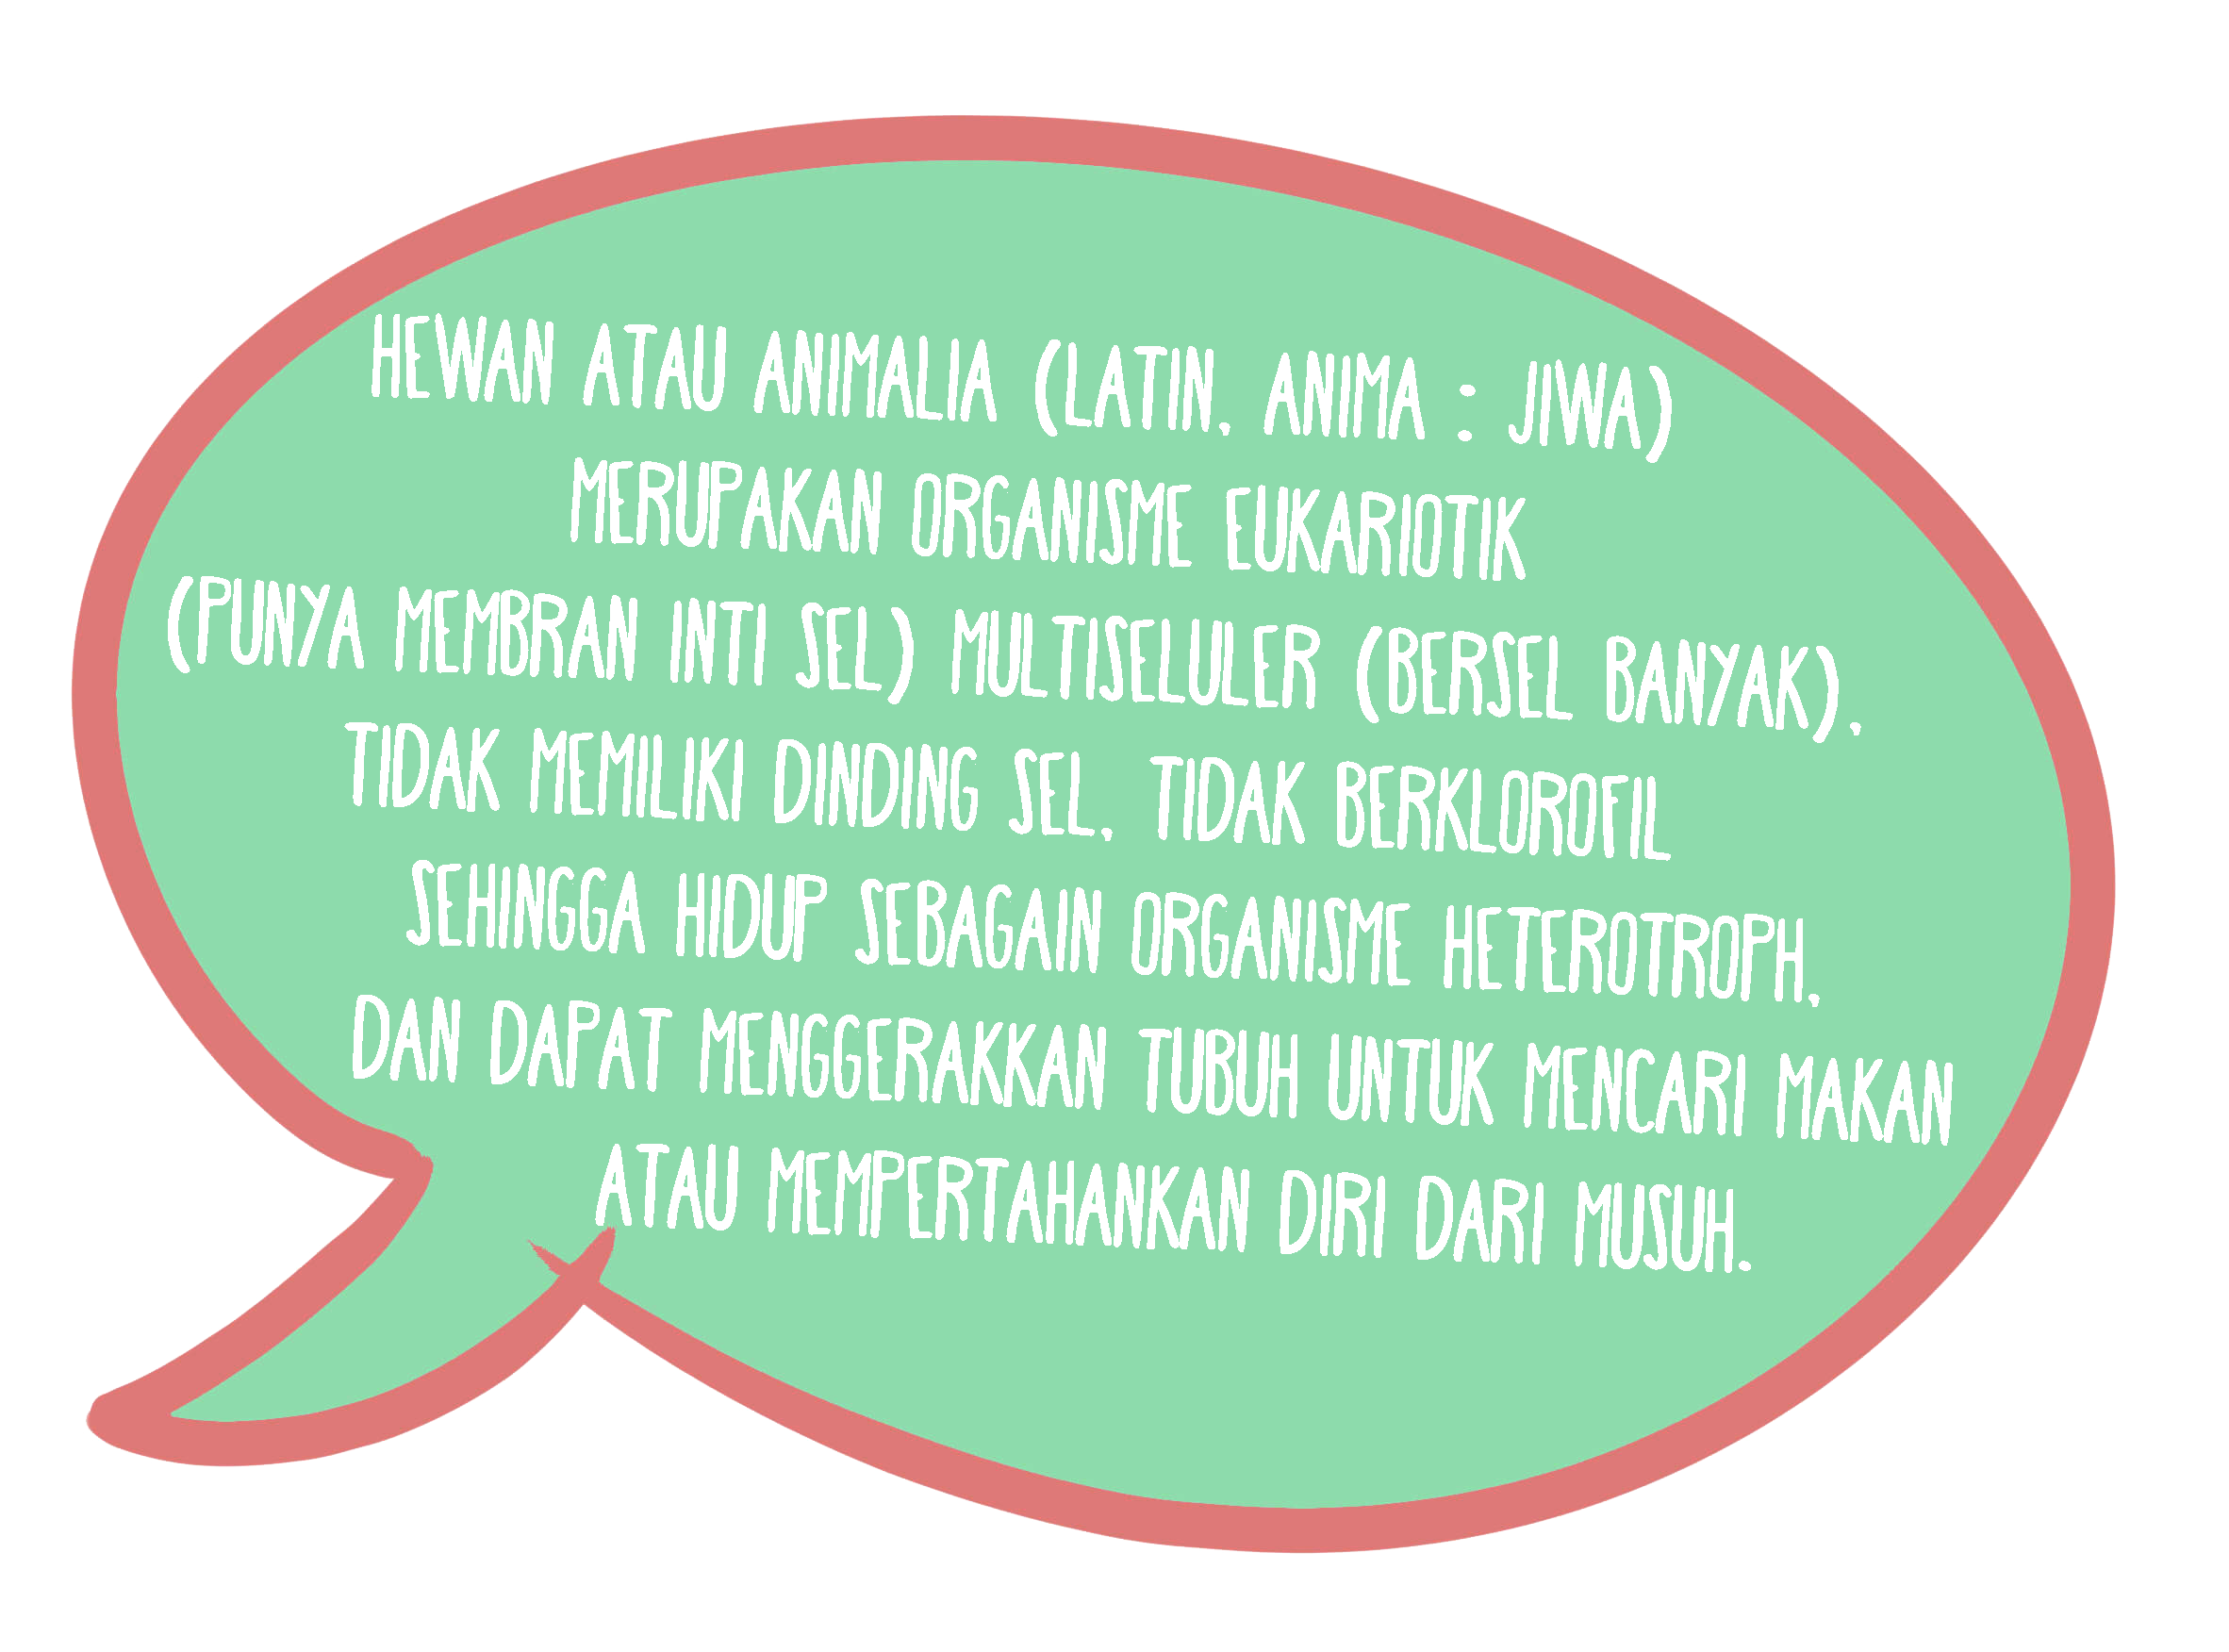 HEWAN ATAU ANIMALIA (LATIN, ANIMA : JIWA)
MERUPAKAN ORGANISME EUKARIOTIK
(PUNYA MEMBRAN INTI SEL) MULTISELULER (BERSEL BANYAK),
TIDAK MEMILIKI DINDING SEL, TIDAK BERKLOROFIL
SEHINGGA HIDUP SEBAGAIN ORGANISME HETEROTROPH,
DAN DAPAT MENGGERAKKAN TUBUH UNTUK MENCARI MAKAN
ATAU MEMPERTAHANKAN DIRI DARI MUSUH.